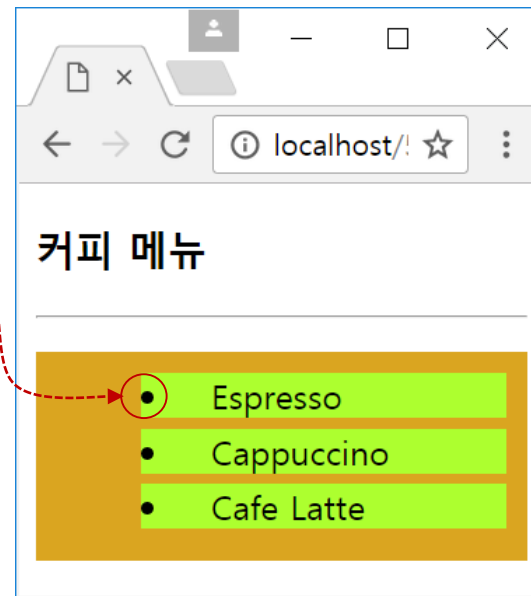 localhost/
커피 메뉴
• Espresso
• Cappuccino
• Cafe Latte